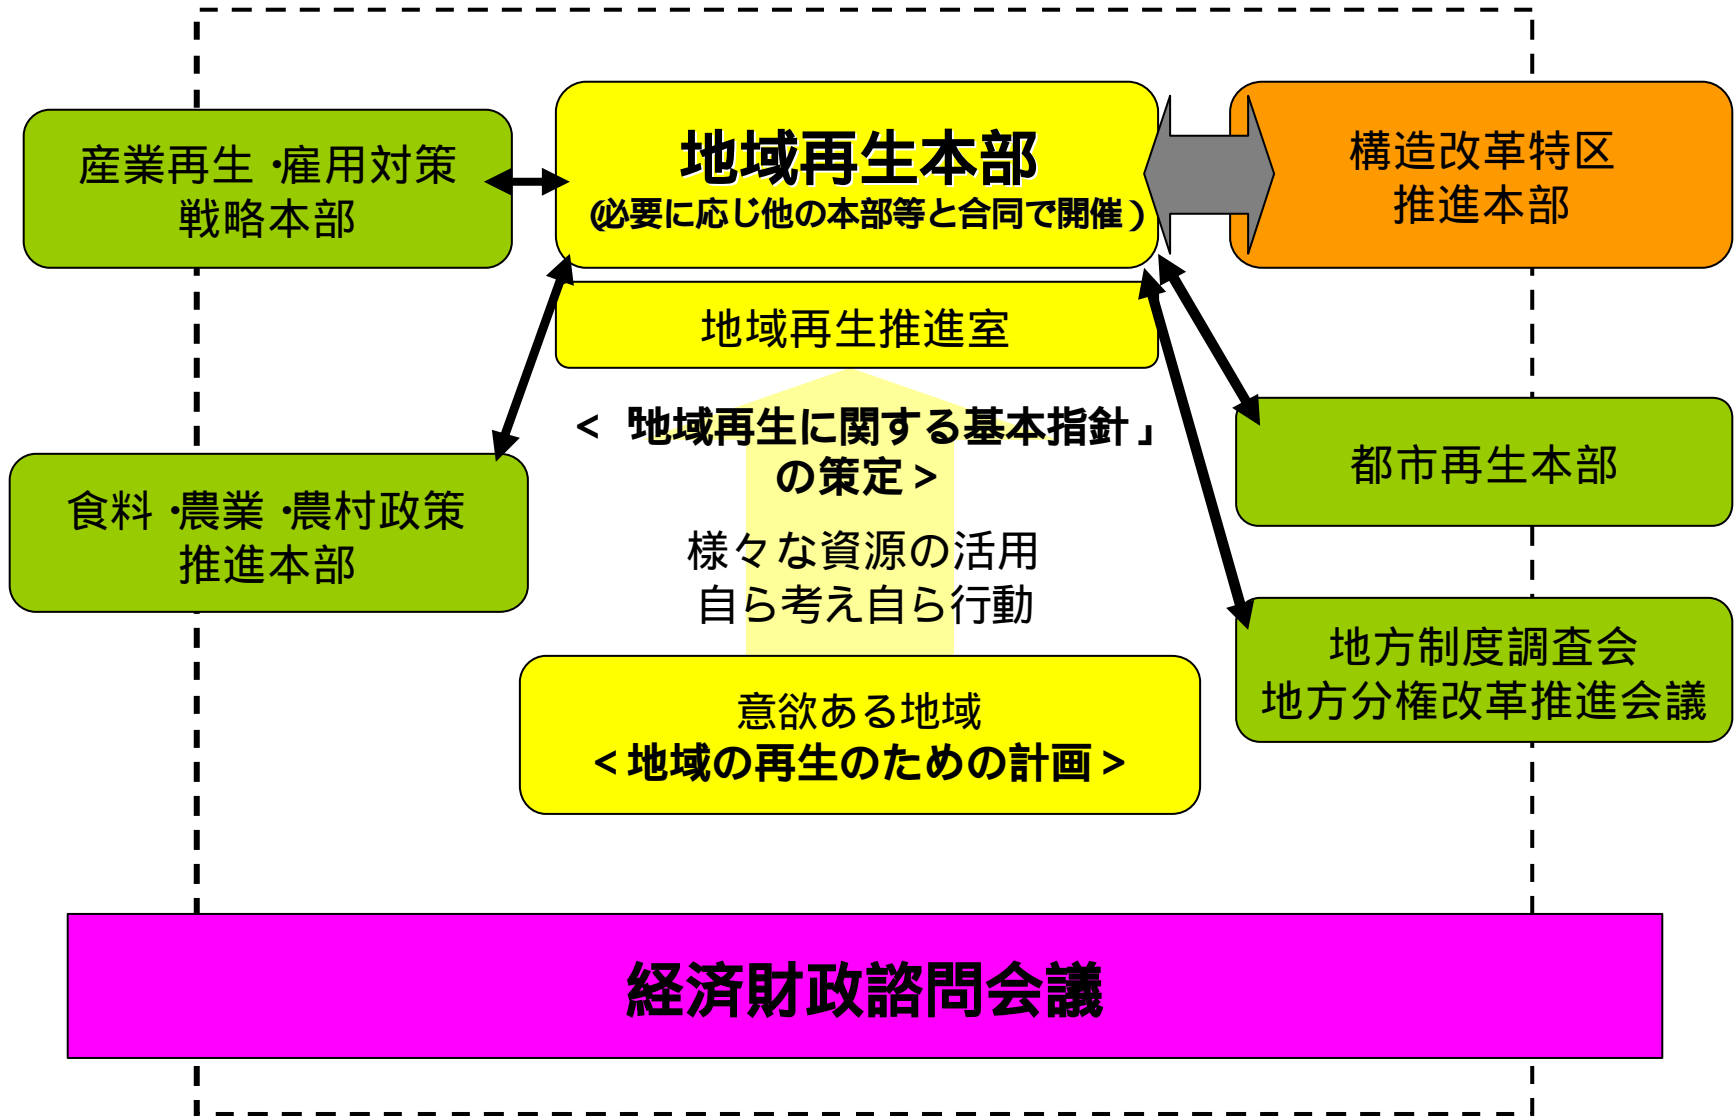 産業再生・雇用対策
戦略本部
地域再生本部
(必要に応じ他の本部等と合同で開催)
構造改革特区
推進本部
地域再生推進室
<「地域再生に関する基本指針」
の策定>
様々な資源の活用
自ら考え自ら行動
食料・農業・農村政策
推進本部
都市再生本部
地方制度調査会
地方分権改革推進会議
意欲ある地域
<地域の再生のための計画>
経済財政諮問会議